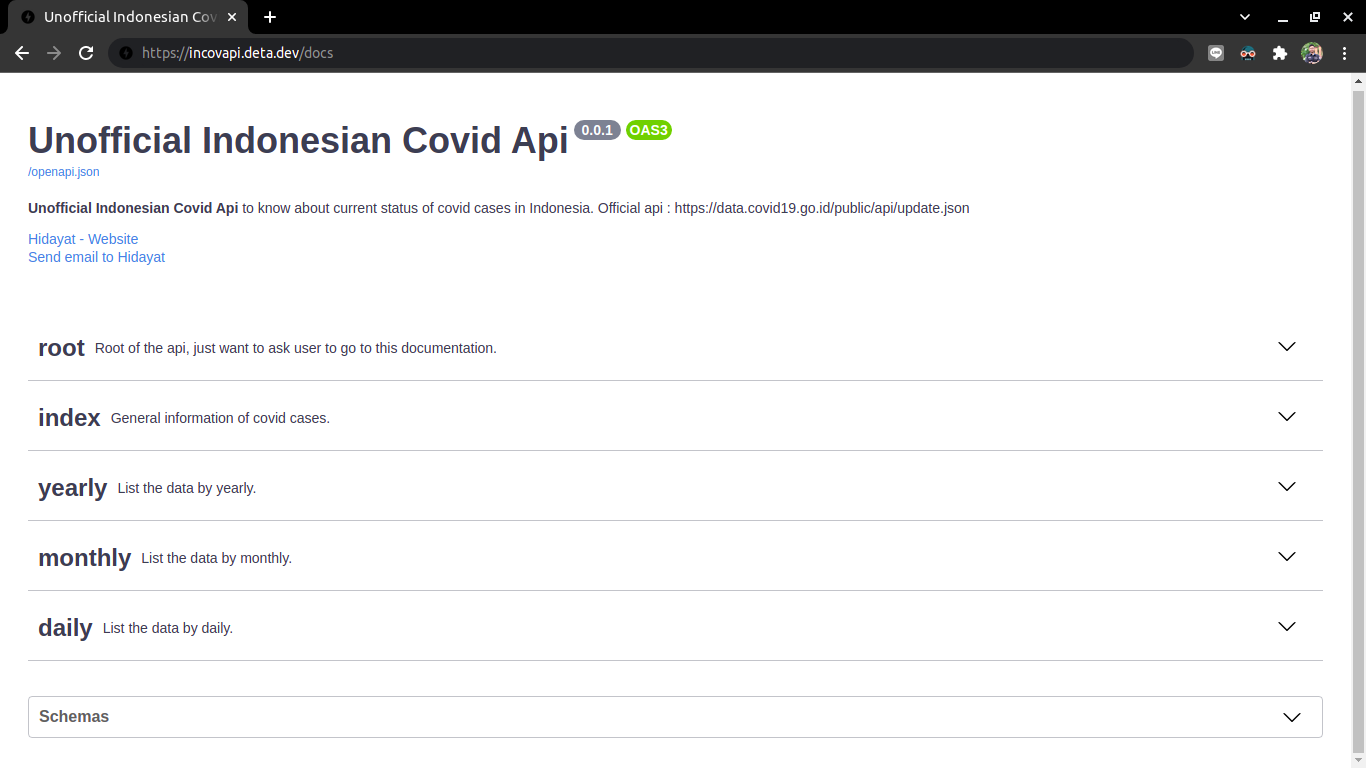 Unofficial Indonesian Cov
https://incovapi.deta.dev/docs
Unofficial Indonesian Covid Api 0.0.1 OAS3
/openapi.json
Unofficial Indonesian Covid Api to know about current status of covid cases in Indonesia. Official api : https://data.covid19.go.id/public/api/update.json
Hidayat - Website
Send email to Hidayat
root Root of the api, just want to ask user to go to this documentation.
index General information of covid cases.
yearly List the data by yearly.
monthly List the data by monthly.
daily List the data by daily.
Schemas